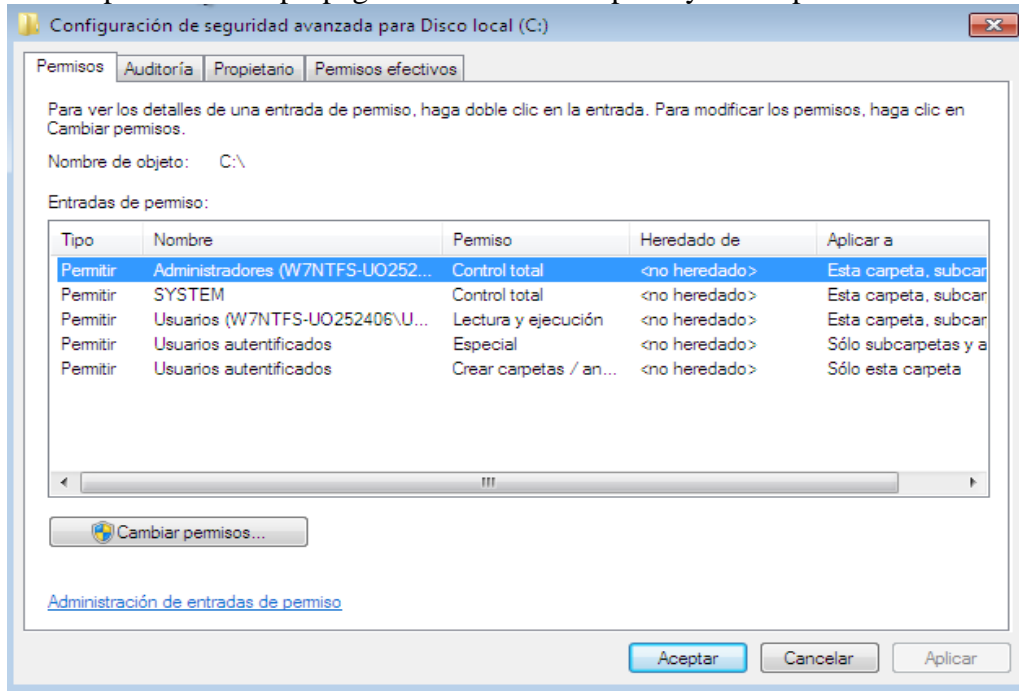 Configuración de seguridad avanzada para Disco local (C:)
Permisos Auditoría Propietario Permisos efectivos
Para ver los detalles de una entrada de permiso, haga doble clic en la entrada. Para modificar los permisos, haga clic en
Cambiar permisos.
Nombre de objeto: C:\
Entradas de permiso:
Tipo Nombre Permiso Heredado de Aplicar a
Permitir Administradores (W7NTFS-UO252... Control total <no heredado> Esta carpeta, subcar
Permitir SYSTEM Control total <no heredado> Esta carpeta, subcar
Permitir Usuarios (W7NTFS-UO252406\U... Lectura y ejecución <no heredado> Esta carpeta, subcar
Permitir Usuarios autentificados Especial <no heredado> Sólo subcarpetas y a
Permitir Usuarios autentificados Crear carpetas / an... <no heredado> Sólo esta carpeta
Cambiar permisos...
Administración de entradas de permiso
Aceptar Cancelar Aplicar